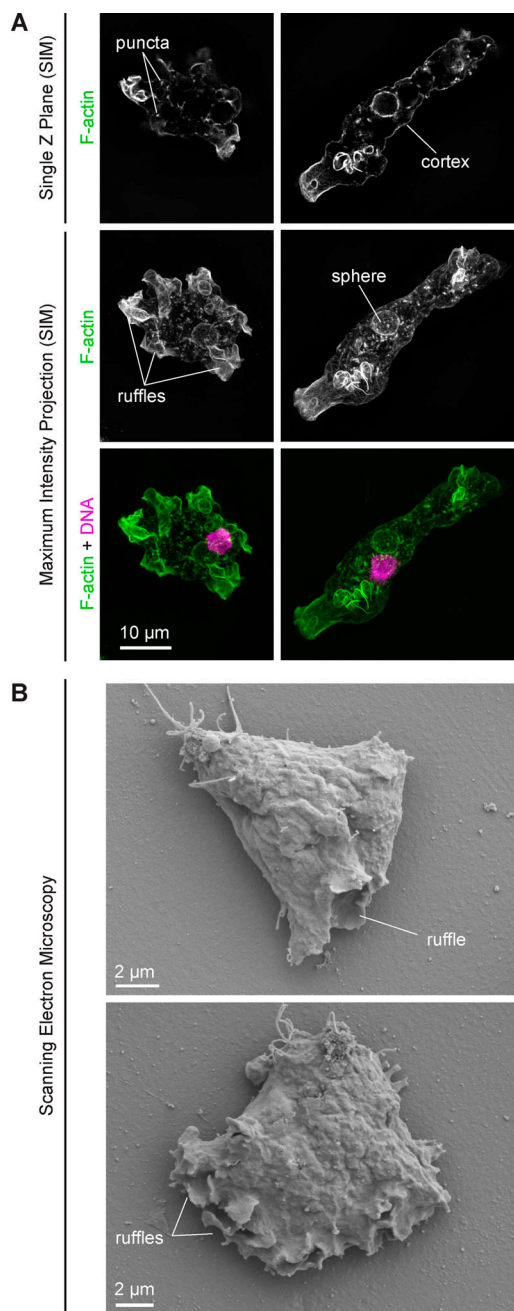 A
Single Z Plane (SIM)
F-actin
puncta
cortex
Maximum Intensity Projection (SIM)
F-actin
ruffles
sphere
F-actin + DNA
10 µm
B
Scanning Electron Microscopy
ruffle
2 µm
ruffles
2 µm